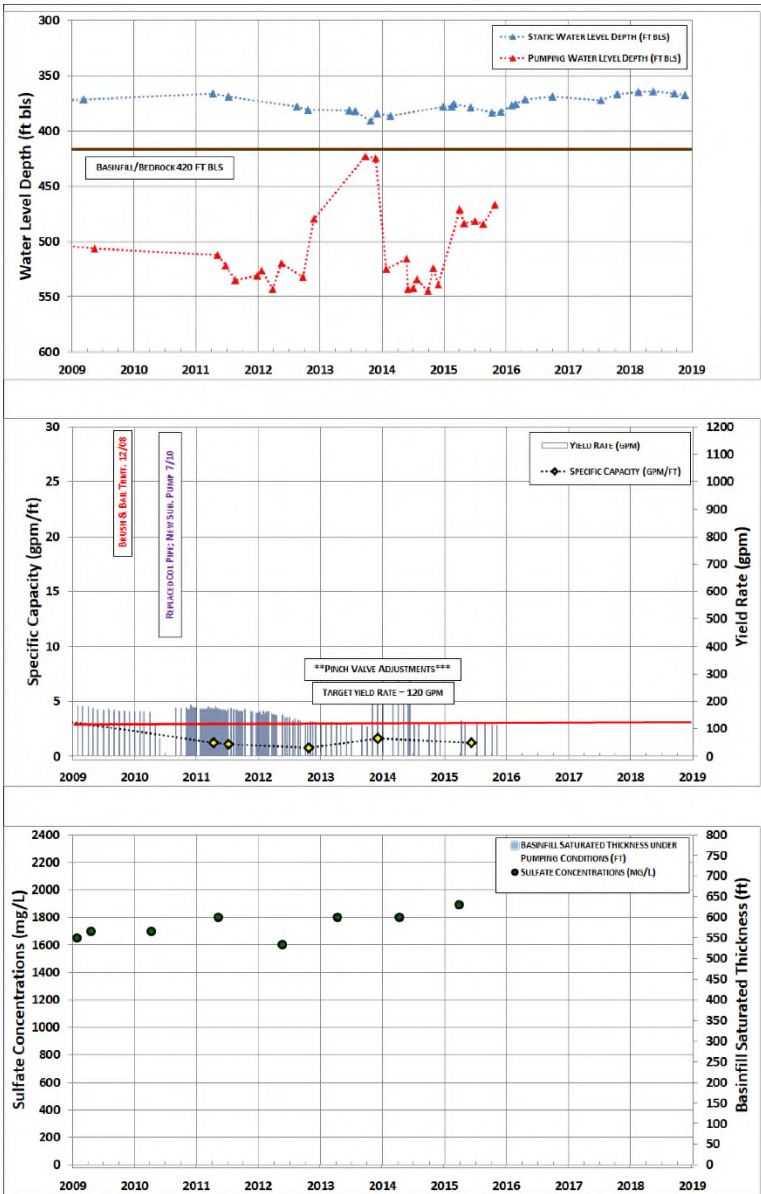 300
350
400
450
500
550
600
Water Level Depth (ft bls)
STATIC WATER LEVEL DEPTH (FT BLS)
PUMPING WATER LEVEL DEPTH (FT BLS)
BASINFILL/BEDROCK 420 FT BLS
2009 2010 2011 2012 2013 2014 2015 2016 2017 2018 2019
30
25
20
15
10
5
0
Specific Capacity (gpm/ft)
BRUSH & BAIL TRMT. 12/08
REPLACED COL PIPE; NEW SUB. PUMP 7/10
YIELD RATE (GPM)
SPECIFIC CAPACITY (GPM/FT)
**PINCH VALVE ADJUSTMENTS***
TARGET YIELD RATE = 120 GPM
1200
1100
1000
900
800
700
600
500
400
300
200
100
0
Yield Rate (gpm)
2009 2010 2011 2012 2013 2014 2015 2016 2017 2018 2019
2400
2200
2000
1800
1600
1400
1200
1000
800
600
400
200
0
Sulfate Concentrations (mg/L)
BASINFILL SATURATED THICKNESS UNDER
PUMPING CONDITIONS (FT)
SULFATE CONCENTRATIONS (MG/L)
800
750
700
650
600
550
500
450
400
350
300
250
200
150
100
50
0
Basinfill Saturated Thickness (ft)
2009 2010 2011 2012 2013 2014 2015 2016 2017 2018 2019